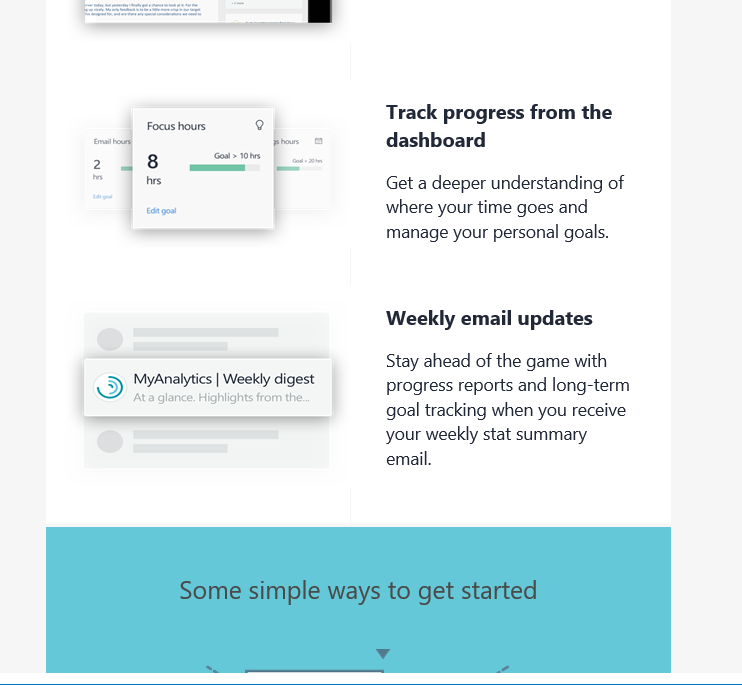 Track progress from the
dashboard
Get a deeper understanding of
where your time goes and
manage your personal goals.
Focus hours
8
hrs
Goal > 10 hrs
Edit goal
Email hours
2
hrs
Edit goal
hours
Goal > 20 hrs
Weekly email updates
Stay ahead of the game with
progress reports and long-term
goal tracking when you receive
your weekly stat summary
email.
MyAnalytics | Weekly digest
At a glance. Highlights from the...
Some simple ways to get started